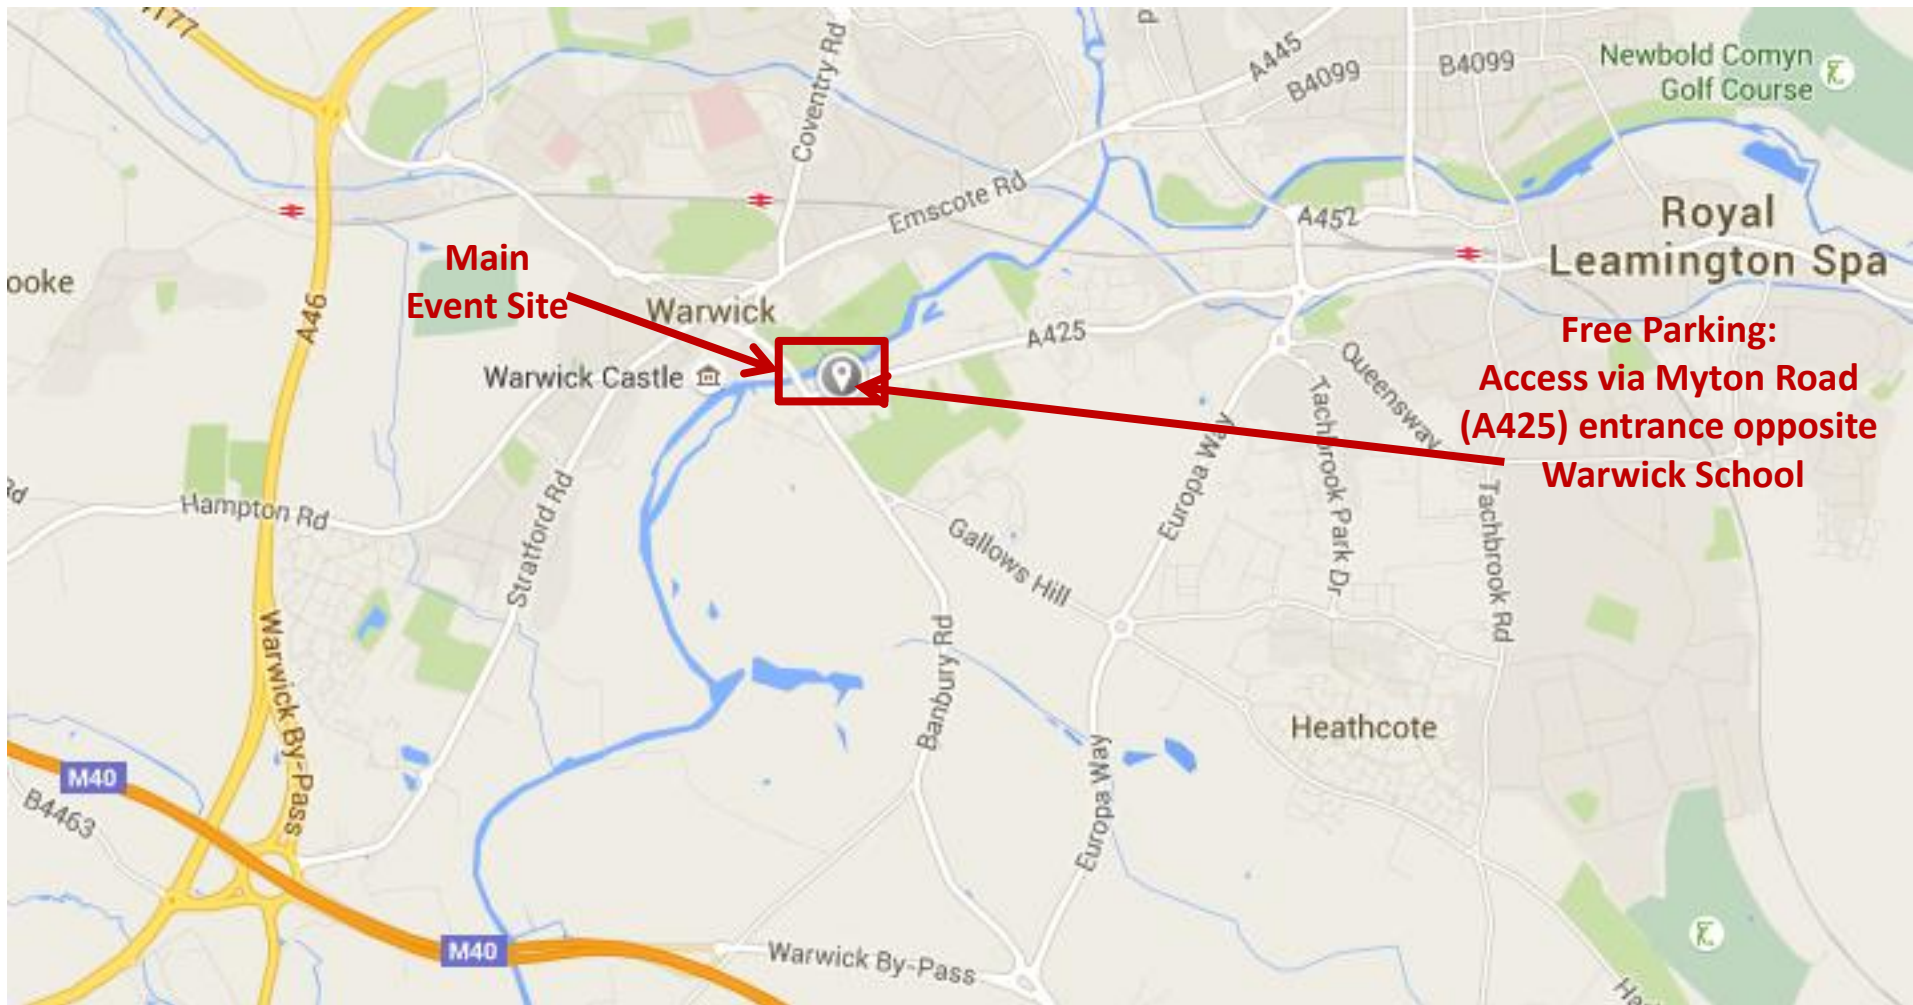 A177
Coventry Rd
A445
B4099
B4099
Newbold Comyn
Golf Course
Emscote Rd
A452
Royal
Leamington Spa
Main
Event Site
ooke
A46
Warwick
A425
Free Parking:
Access via Myton Road
(A425) entrance opposite
Warwick School
Warwick Castle
Queensway
Tachbrook Park Dr
Europa Way
Tachbrook Rd
Rd
Hampton Rd
Stratford Rd
Gallows Hill
Banbury Rd
Warwick By-Pass
Heathcote
Europa Way
M40
B4463
M40
Warwick By-Pass